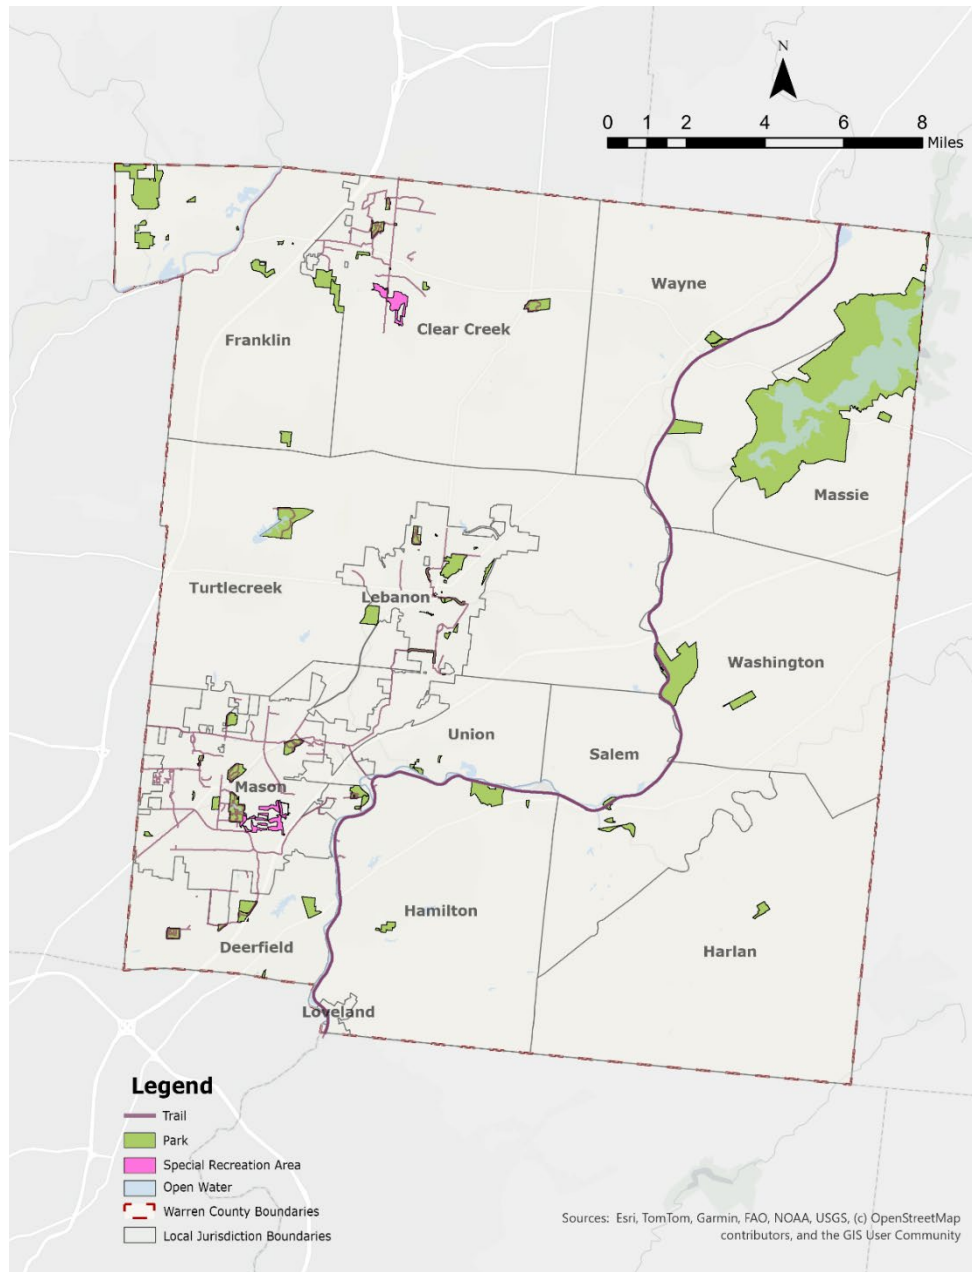 N
0 1 2 4 6 8
Miles
Wayne
Clear Creek
Franklin
Massie
Turtlecreek
Lebanon
Washington
Union
Salem
Mason
Hamilton
Deerfield
Harlan
Loveland
Legend
Trail
Park
Special Recreation Area
Open Water
Warren County Boundaries
Local Jurisdiction Boundaries
Sources: Esri, TomTom, Garmin, FAO, NOAA, USGS, (c) OpenStreetMap
contributors, and the GIS User Community